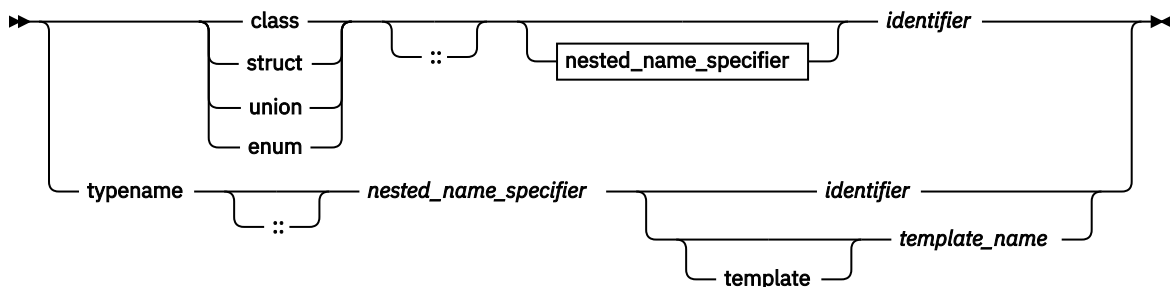 class :: identifier
struct nested_name_specifier
union
enum
typename :: nested_name_specifier identifier
template_name
template